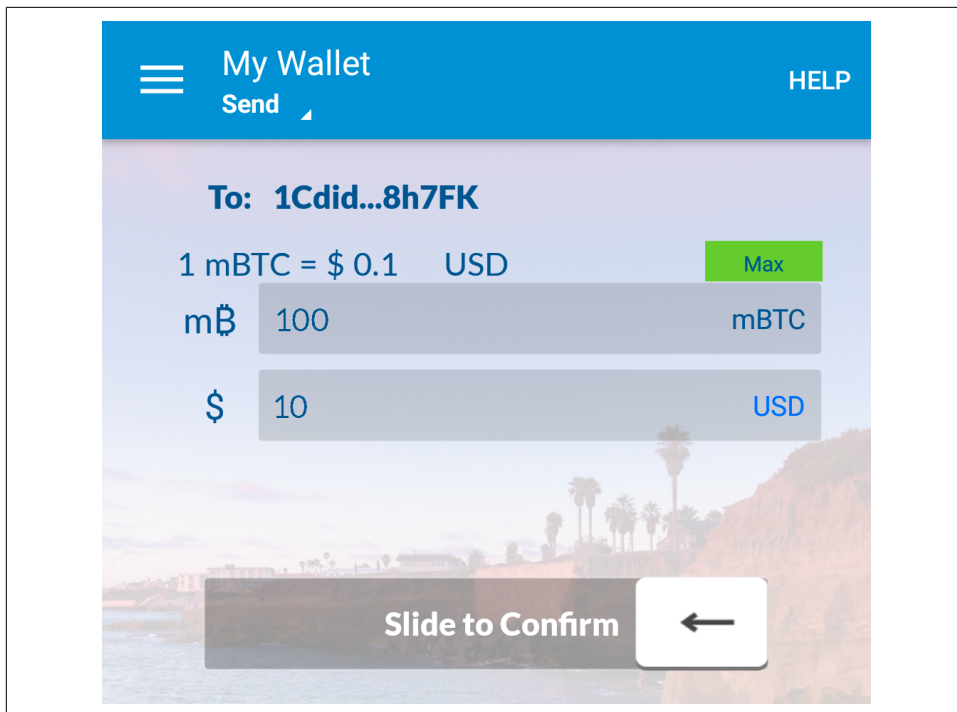 My Wallet
Send
HELP
To: 1Cdid...8h7FK
1 mBTC = $ 0.1 USD
Max
m₿ 100 mBTC
$ 10 USD
Slide to Confirm